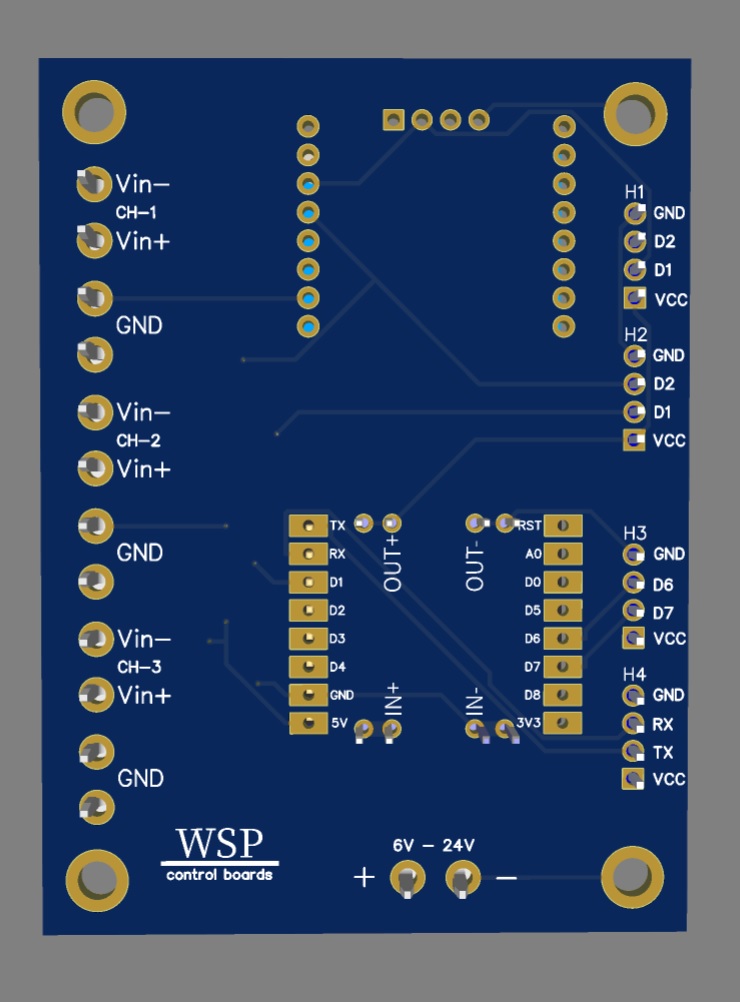 Vin-
CH-1
Vin+
GND
Vin-
CH-2
Vin+
GND
Vin-
CH-3
Vin+
GND
H1
GND
D2
D1
VCC
H2
GND
D2
D1
VCC
TX
RX
D1
D2
D3
D4
GND
5V
OUT+
OUT-
IN+
IN-
RST
A0
D0
D5
D6
D7
D8
3V3
H3
GND
D6
D7
VCC
H4
GND
RX
TX
VCC
WSP
control boards
6V - 24V
+ -